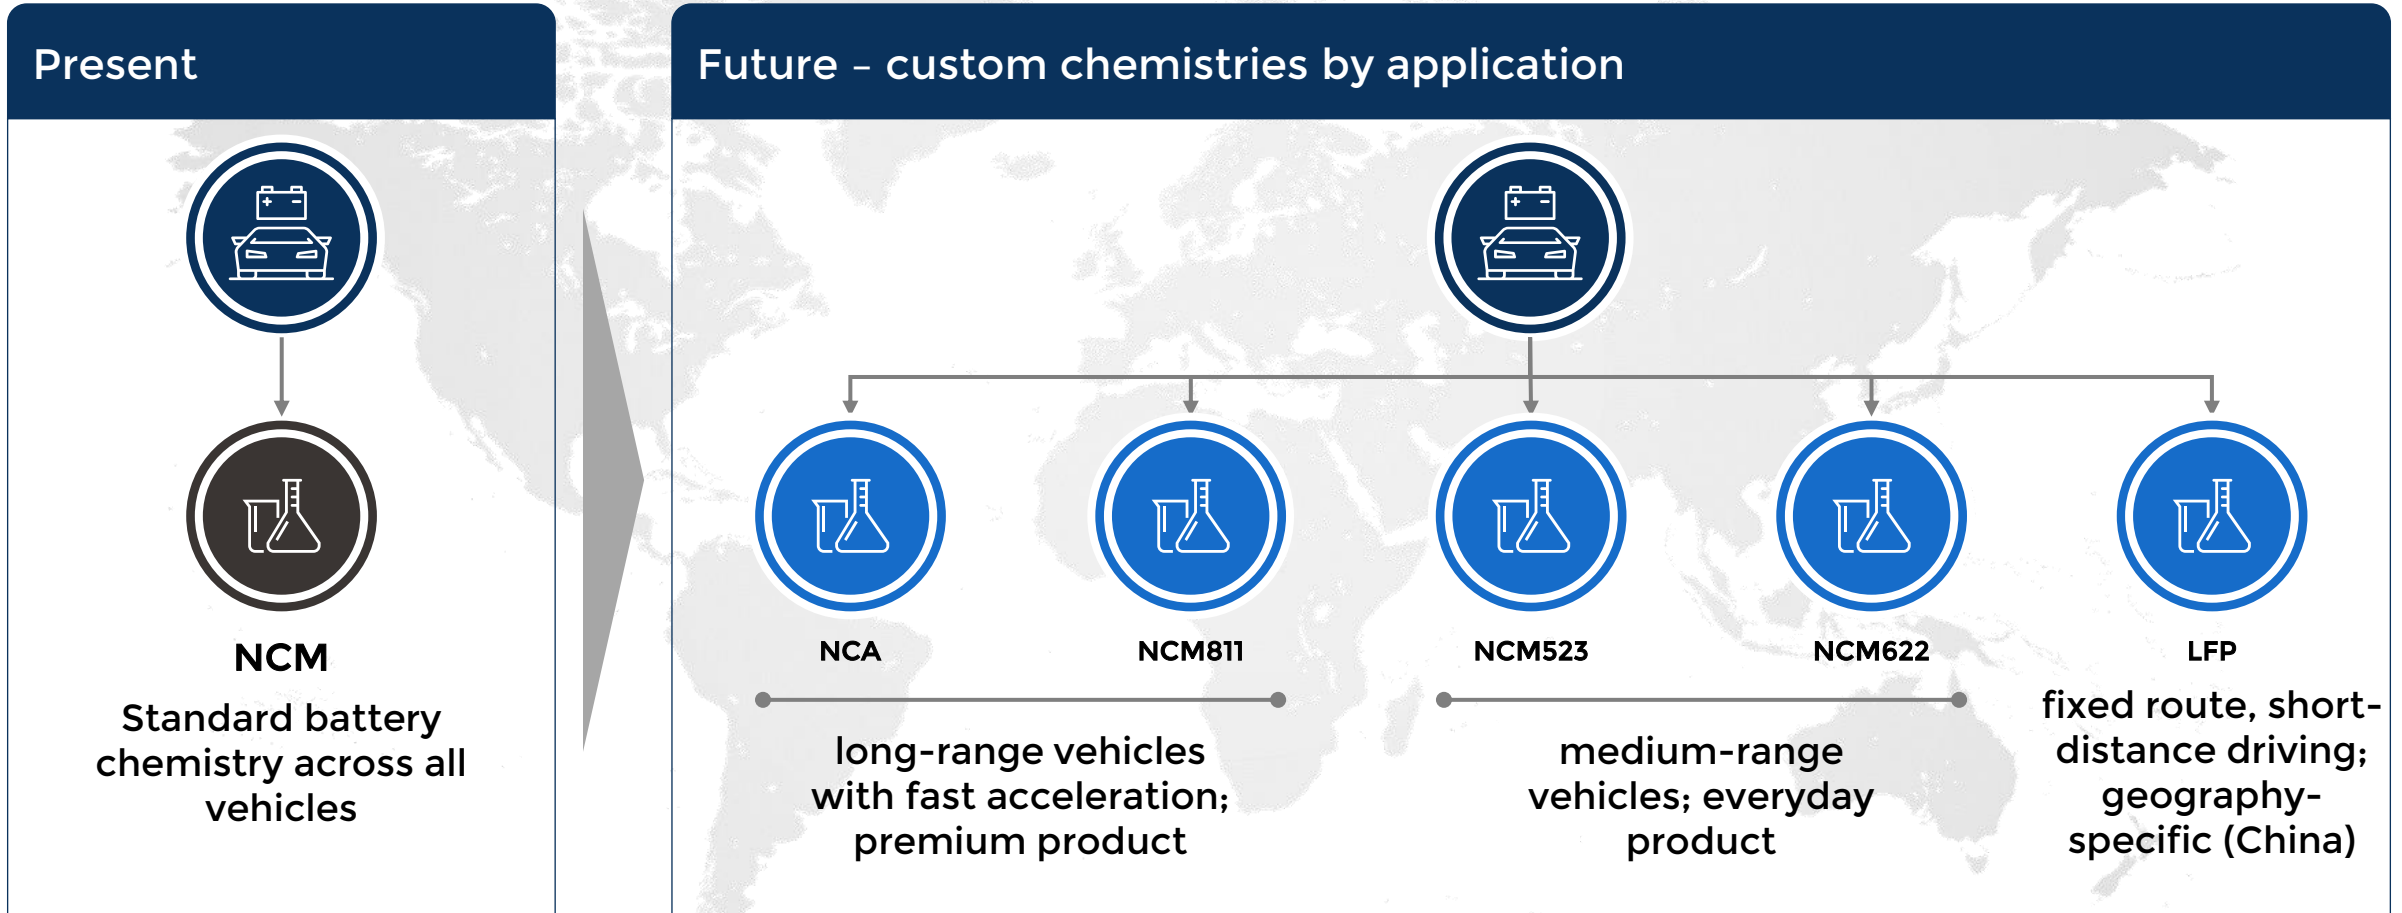 Present
NCM
Standard battery
chemistry across all
vehicles
Future – custom chemistries by application
NCA
NCM811
long-range vehicles
with fast acceleration;
premium product
NCM523
NCM622
medium-range
vehicles; everyday
product
LFP
fixed route, short-
distance driving;
geography-
specific (China)